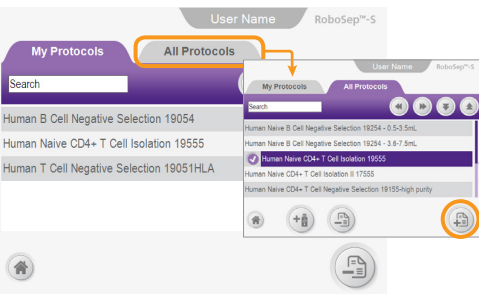 User Name RoboSep™-S
My Protocols All Protocols
Search
Human B Cell Negative Selection 19054
Human Naive CD4+ T Cell Isolation 19555
Human T Cell Negative Selection 19051HLA
User Name RoboSep™-S
My Protocols All Protocols
Search
Human Naive B Cell Negative Selection 19254 - 0.5-3.5mL
Human Naive B Cell Negative Selection 19254 - 3.6-7.5mL
Human Naive CD4+ T Cell Isolation 19555
Human Naive CD4+ T Cell Isolation II 17555
Human Naive CD4+ T Cell Negative Selection 19155-high purity